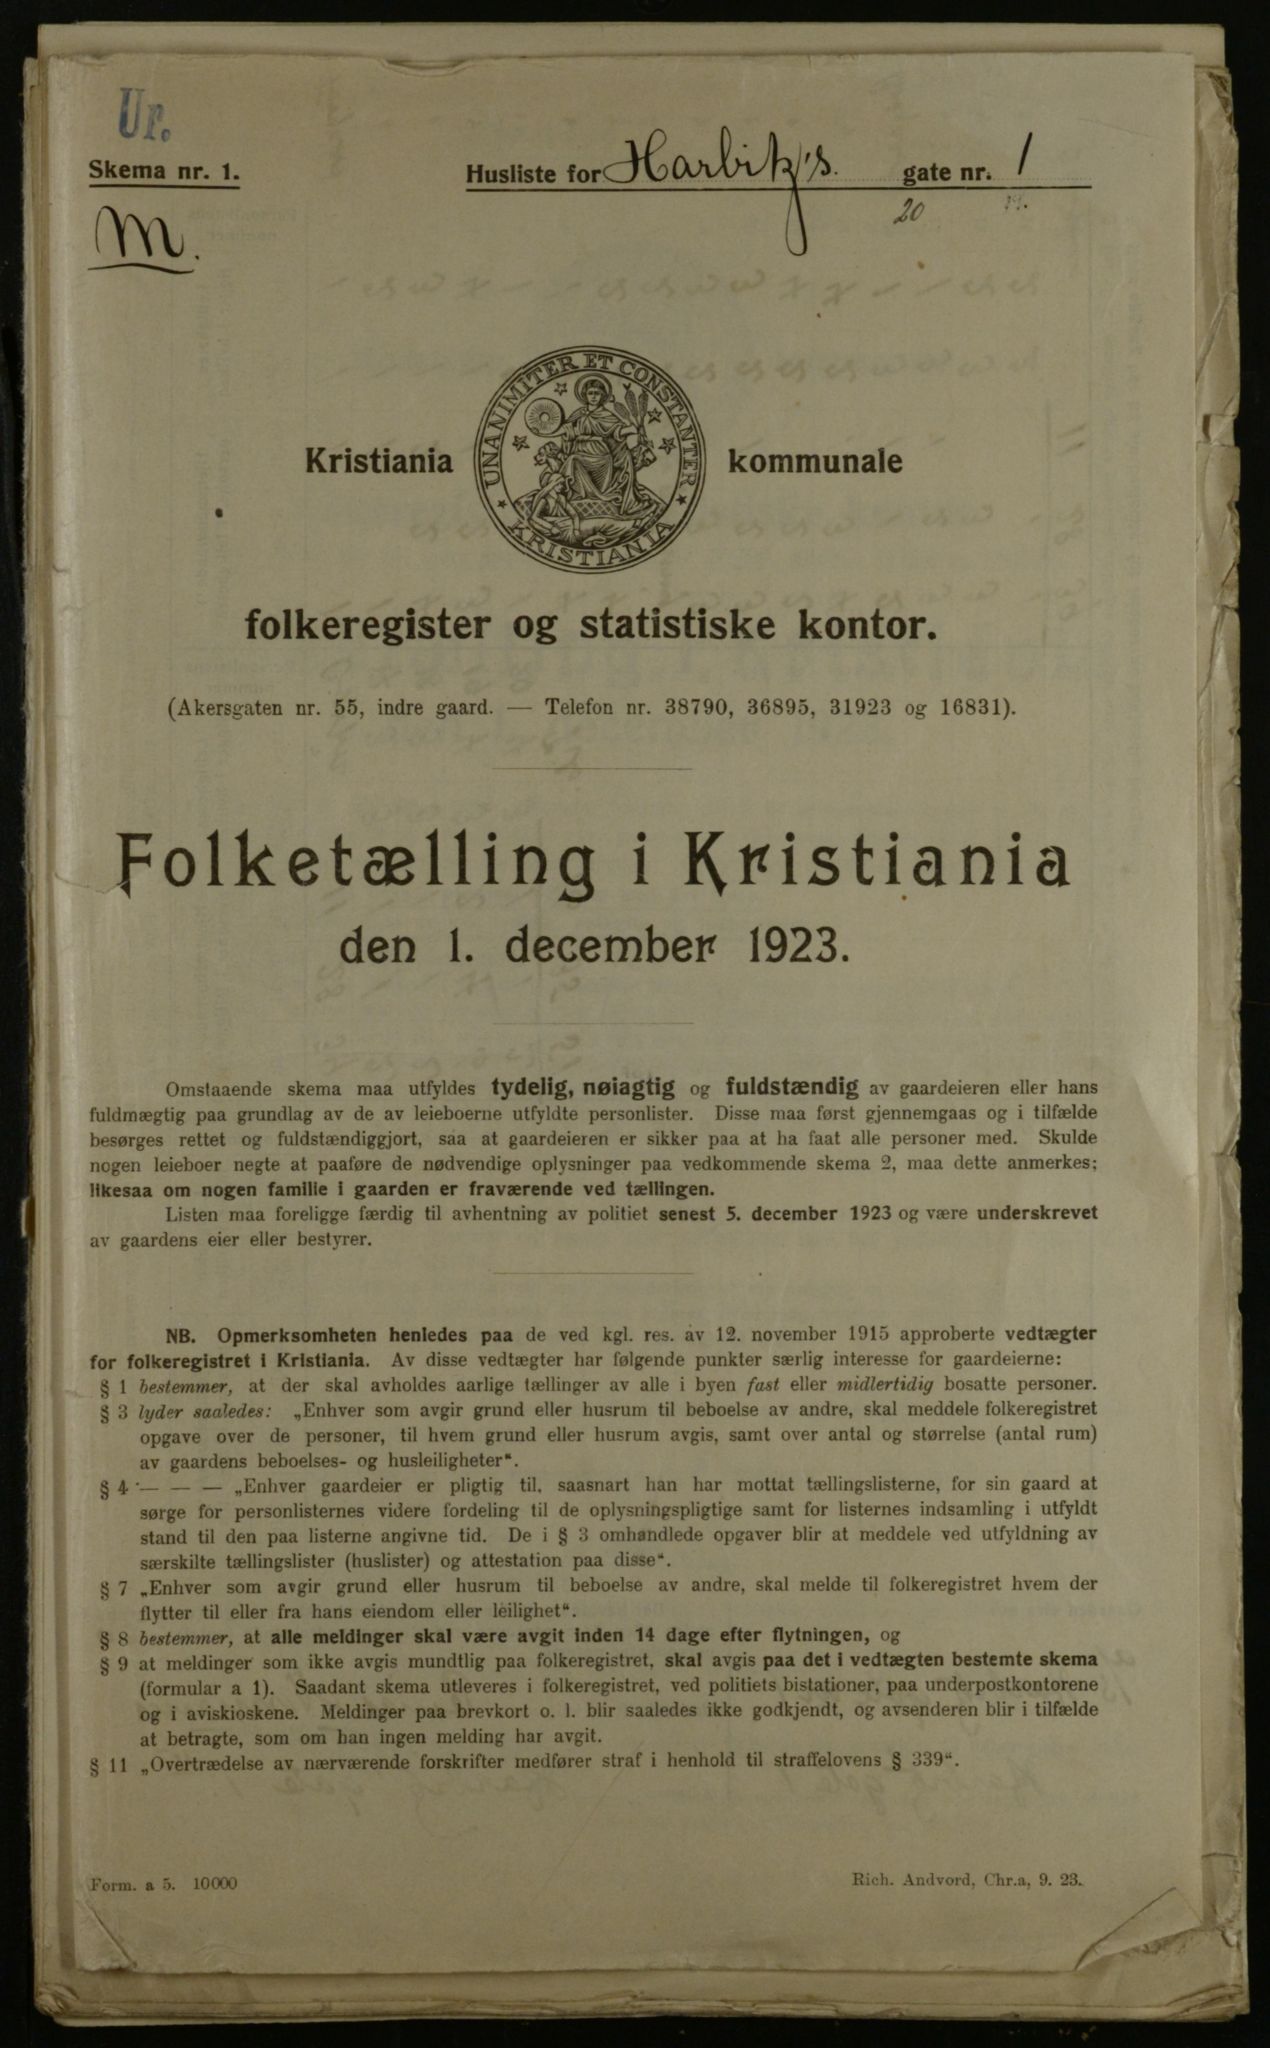 Ur.
Skema nr. 1.
Husliste for Harbitz's gate nr. 1
20
M.
UNANIMITER ET CONSTANTER
KRISTIANIA
Kristiania kommunale
folkeregister og statistiske kontor.
(Akersgaten nr. 55, indre gaard. — Telefon nr. 38790, 36895, 31923 og 16831).
Folketælling i Kristiania
den 1. december 1923.
Omstaaende skema maa utfyldes tydelig, nøiagtig og fuldstændig av gaardeieren eller hans
fuldmægtig paa grundlag av de av leieboerne utfyldte personlister. Disse maa først gjennemgaas og i tilfælde
besørges rettet og fuldstændiggjort, saa at gaardeieren er sikker paa at ha faat alle personer med. Skulde
nogen leieboer negte at paaføre de nødvendige oplysninger paa vedkommende skema 2, maa dette anmerkes;
likesaa om nogen familie i gaarden er fraværende ved tællingen.
Listen maa foreligge færdig til avhentning av politiet senest 5. december 1923 og være underskrevet
av gaardens eier eller bestyrer.
NB. Opmerksomheten henledes paa de ved kgl. res. av 12. november 1915 approberte vedtægter
for folkeregistret i Kristiania. Av disse vedtægter har følgende punkter særlig interesse for gaardeierne:
§ 1 bestemmer, at der skal avholdes aarlige tællinger av alle i byen fast eller midlertidig bosatte personer.
§ 3 lyder saaledes: „Enhver som avgir grund eller husrum til beboelse av andre, skal meddele folkeregistret
opgave over de personer, til hvem grund eller husrum avgis, samt over antal og størrelse (antal rum)
av gaardens beboelses- og husleiligheter“.
§ 4 — — — „Enhver gaardeier er pligtig til, saasnart han har mottat tællingslisterne, for sin gaard at
sørge for personlisternes videre fordeling til de oplysningspligtige samt for listernes indsamling i utfyldt
stand til den paa listerne angivne tid. De i § 3 omhandlede opgaver blir at meddele ved utfyldning av
særskilte tællingslister (huslister) og attestation paa disse“.
§ 7 „Enhver som avgir grund eller husrum til beboelse av andre, skal melde til folkeregistret hvem der
flytter til eller fra hans eiendom eller leilighet“.
§ 8 bestemmer, at alle meldinger skal være avgit inden 14 dage efter flytningen, og
§ 9 at meldinger som ikke avgis mundtlig paa folkeregistret, skal avgis paa det i vedtægten bestemte skema
(formular a 1). Saadant skema utleveres i folkeregistret, ved politiets bistationer, paa underpostkontorene
og i aviskioskene. Meldinger paa brevkort o. l. blir saaledes ikke godkjendt, og avsenderen blir i tilfælde
at betragte, som om han ingen melding har avgit.
§ 11 „Overtrædelse av nærværende forskrifter medfører straf i henhold til straffelovens § 339“.
Form. a 5. 10000
Rich. Andvord, Chr.a, 9. 23.